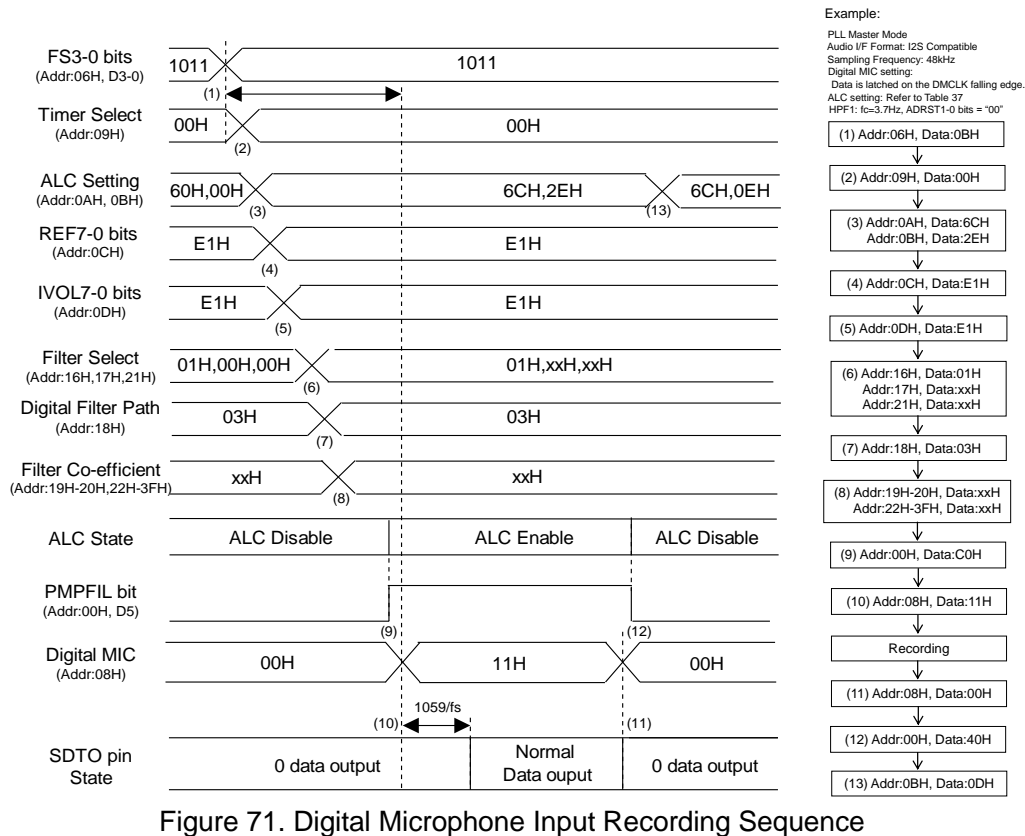 Example:
PLL Master Mode
Audio I/F Format: I2S Compatible
Sampling Frequency: 48kHz
Digital MIC setting:
Data is latched on the DMCLK falling edge.
ALC setting: Refer to Table 37
HPF1: fc=3.7Hz, ADRST1-0 bits = “00”
FS3-0 bits
(Addr:06H, D3-0)
1011
1011
(1)
Timer Select
(Addr:09H)
00H
00H
(2)
ALC Setting
(Addr:0AH, 0BH)
60H,00H
6CH,2EH
6CH,0EH
(3)
(13)
REF7-0 bits
(Addr:0CH)
E1H
E1H
(4)
IVOL7-0 bits
(Addr:0DH)
E1H
E1H
(5)
Filter Select
(Addr:16H,17H,21H)
01H,00H,00H
01H,xxH,xxH
(6)
Digital Filter Path
(Addr:18H)
03H
03H
(7)
Filter Co-efficient
(Addr:19H-20H,22H-3FH)
xxH
xxH
(8)
ALC State
ALC Disable
ALC Enable
ALC Disable
PMPFIL bit
(Addr:00H, D5)
(9)
(12)
Digital MIC
(Addr:08H)
00H
11H
00H
1059/fs
(10)
(11)
SDTO pin
State
0 data output
Normal
Data ouput
0 data output
(1) Addr:06H, Data:0BH
(2) Addr:09H, Data:00H
(3) Addr:0AH, Data:6CH
Addr:0BH, Data:2EH
(4) Addr:0CH, Data:E1H
(5) Addr:0DH, Data:E1H
(6) Addr:16H, Data:01H
Addr:17H, Data:xxH
Addr:21H, Data:xxH
(7) Addr:18H, Data:03H
(8) Addr:19H-20H, Data:xxH
Addr:22H-3FH, Data:xxH
(9) Addr:00H, Data:C0H
(10) Addr:08H, Data:11H
Recording
(11) Addr:08H, Data:00H
(12) Addr:00H, Data:40H
(13) Addr:0BH, Data:0DH
Figure 71. Digital Microphone Input Recording Sequence